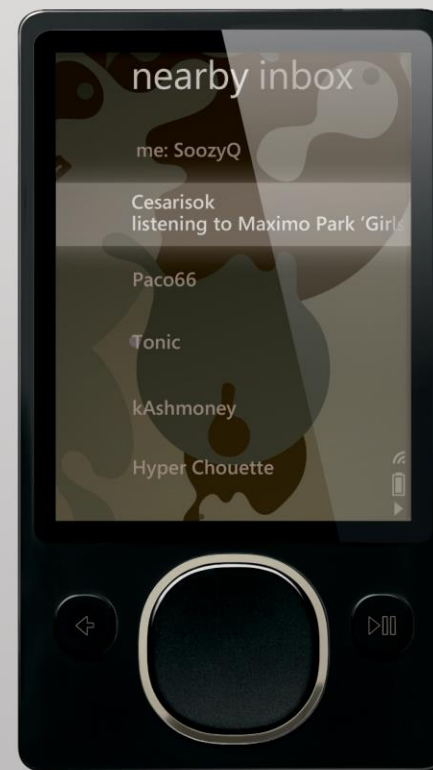 nearby inbox
me: SoozyQ
Cesarisok
listening to Maximo Park ‘Girls
Paco66
Tonic
kAshmoney
Hyper Chouette